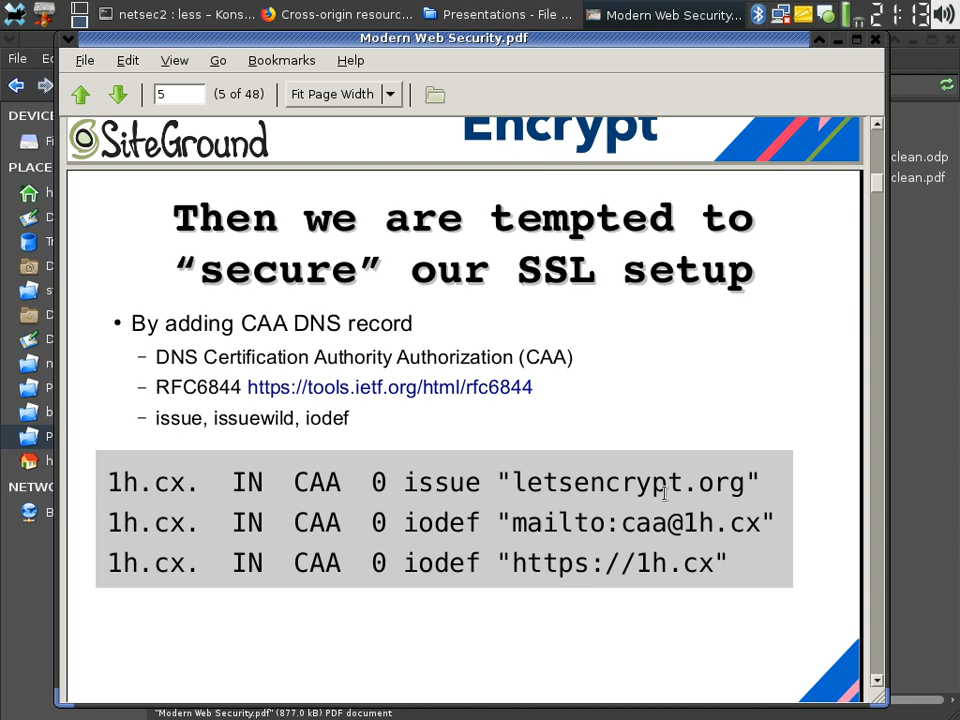 netsec2 : less – Kons...
Cross-origin resourc...
Presentations - File ...
Modern Web Security....
21:13
Modern Web Security.pdf
File Edit View Go Bookmarks Help
5 (5 of 48) Fit Page Width
File
DEVIC
PLACE
NETWO
clean.odp
clean.pdf
SiteGround
Encrypt
Then we are tempted to
“secure” our SSL setup
• By adding CAA DNS record
– DNS Certification Authority Authorization (CAA)
– RFC6844 https://tools.ietf.org/html/rfc6844
– issue, issuewild, iodef
1h.cx. IN CAA 0 issue "letsencrypt.org"
1h.cx. IN CAA 0 iodef "mailto:caa@1h.cx"
1h.cx. IN CAA 0 iodef "https://1h.cx"
"Modern Web Security.pdf" (877.0 kB) PDF document